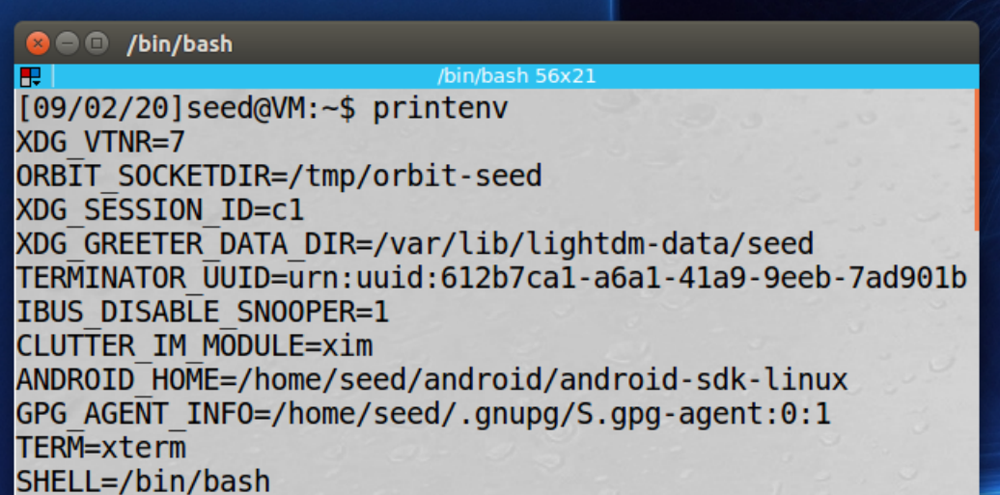 /bin/bash
/bin/bash 56x21
[09/02/20]seed@VM:~$ printenv
XDG_VTNR=7
ORBIT_SOCKETDIR=/tmp/orbit-seed
XDG_SESSION_ID=c1
XDG_GREETER_DATA_DIR=/var/lib/lightdm-data/seed
TERMINATOR_UUID=urn:uuid:612b7ca1-a6a1-41a9-9eeb-7ad901b
IBUS_DISABLE_SNOOPER=1
CLUTTER_IM_MODULE=xim
ANDROID_HOME=/home/seed/android/android-sdk-linux
GPG_AGENT_INFO=/home/seed/.gnupg/S.gpg-agent:0:1
TERM=xterm
SHELL=/bin/bash